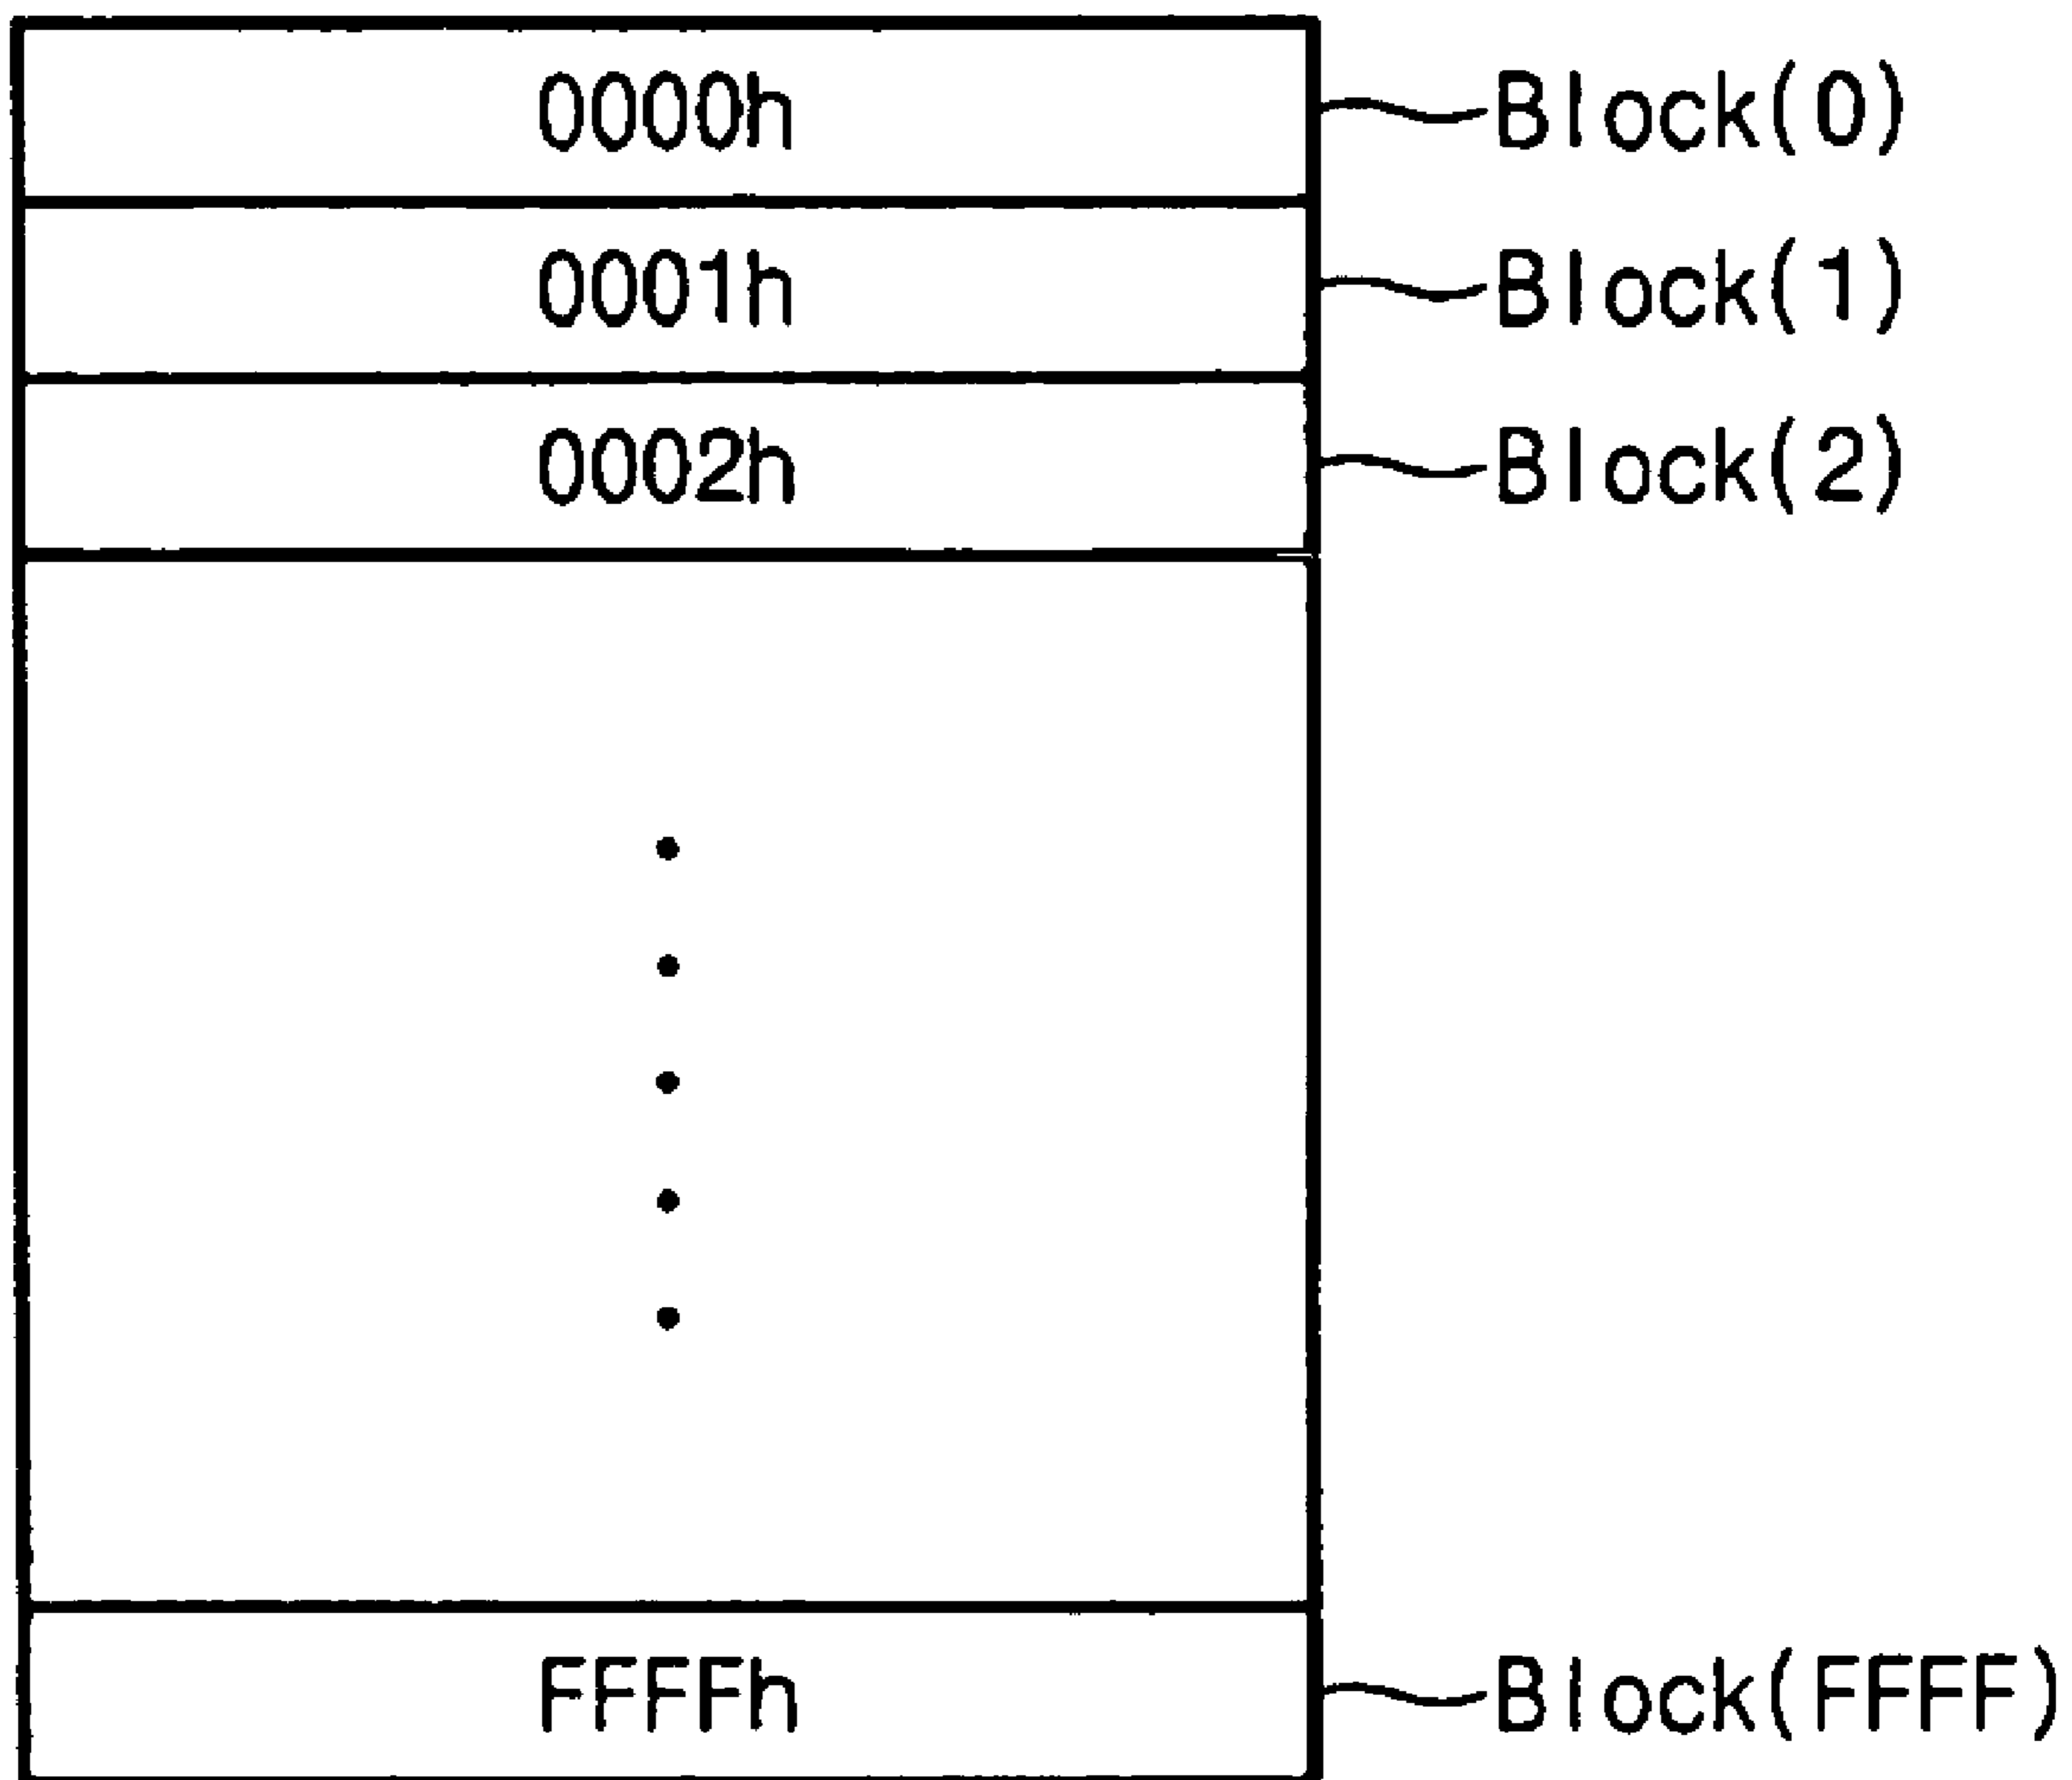 0000h Block(0)
0001h Block(1)
0002h Block(2)
FFFFh Block(FFFF)